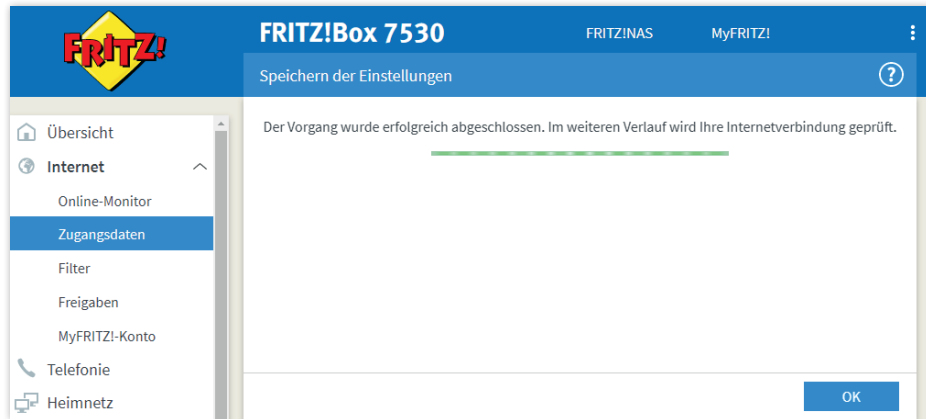 FRITZ!
FRITZ!Box 7530
FRITZ!NAS
MyFRITZ!
Speichern der Einstellungen
?
Übersicht
Internet
Online-Monitor
Zugangsdaten
Filter
Freigaben
MyFRITZ!-Konto
Telefonie
Heimnetz
Der Vorgang wurde erfolgreich abgeschlossen. Im weiteren Verlauf wird Ihre Internetverbindung geprüft.
OK